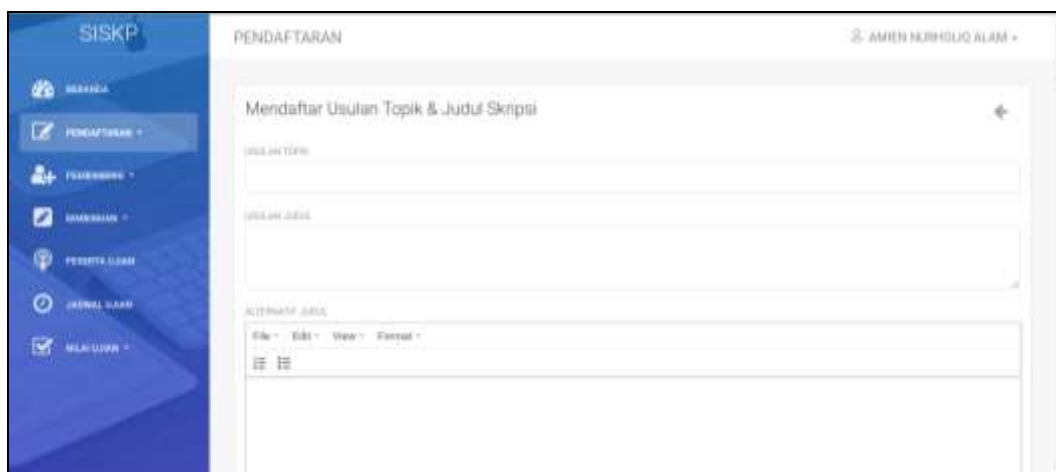 SISKP
PENDAFTARAN
AMIEN NURHOLIQ ALAM
BERANDA
PENDAFTARAN
PEMBIMBING
BIMBINGAN
PESERTA UJIAN
JADWAL UJIAN
NILAI UJIAN
Mendaftar Usulan Topik & Judul Skripsi
USULAN TOPIK
USULAN JUDUL
ALTERNATIF JUDUL
File Edit View Format